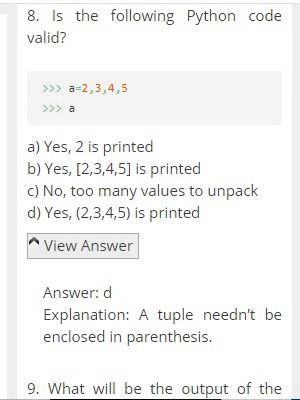 8. Is the following Python code
valid?
>>> a=2,3,4,5
>>> a
a) Yes, 2 is printed
b) Yes, [2,3,4,5] is printed
c) No, too many values to unpack
d) Yes, (2,3,4,5) is printed
^ View Answer
Answer: d
Explanation: A tuple needn’t be
enclosed in parenthesis.
9. What will be the output of the